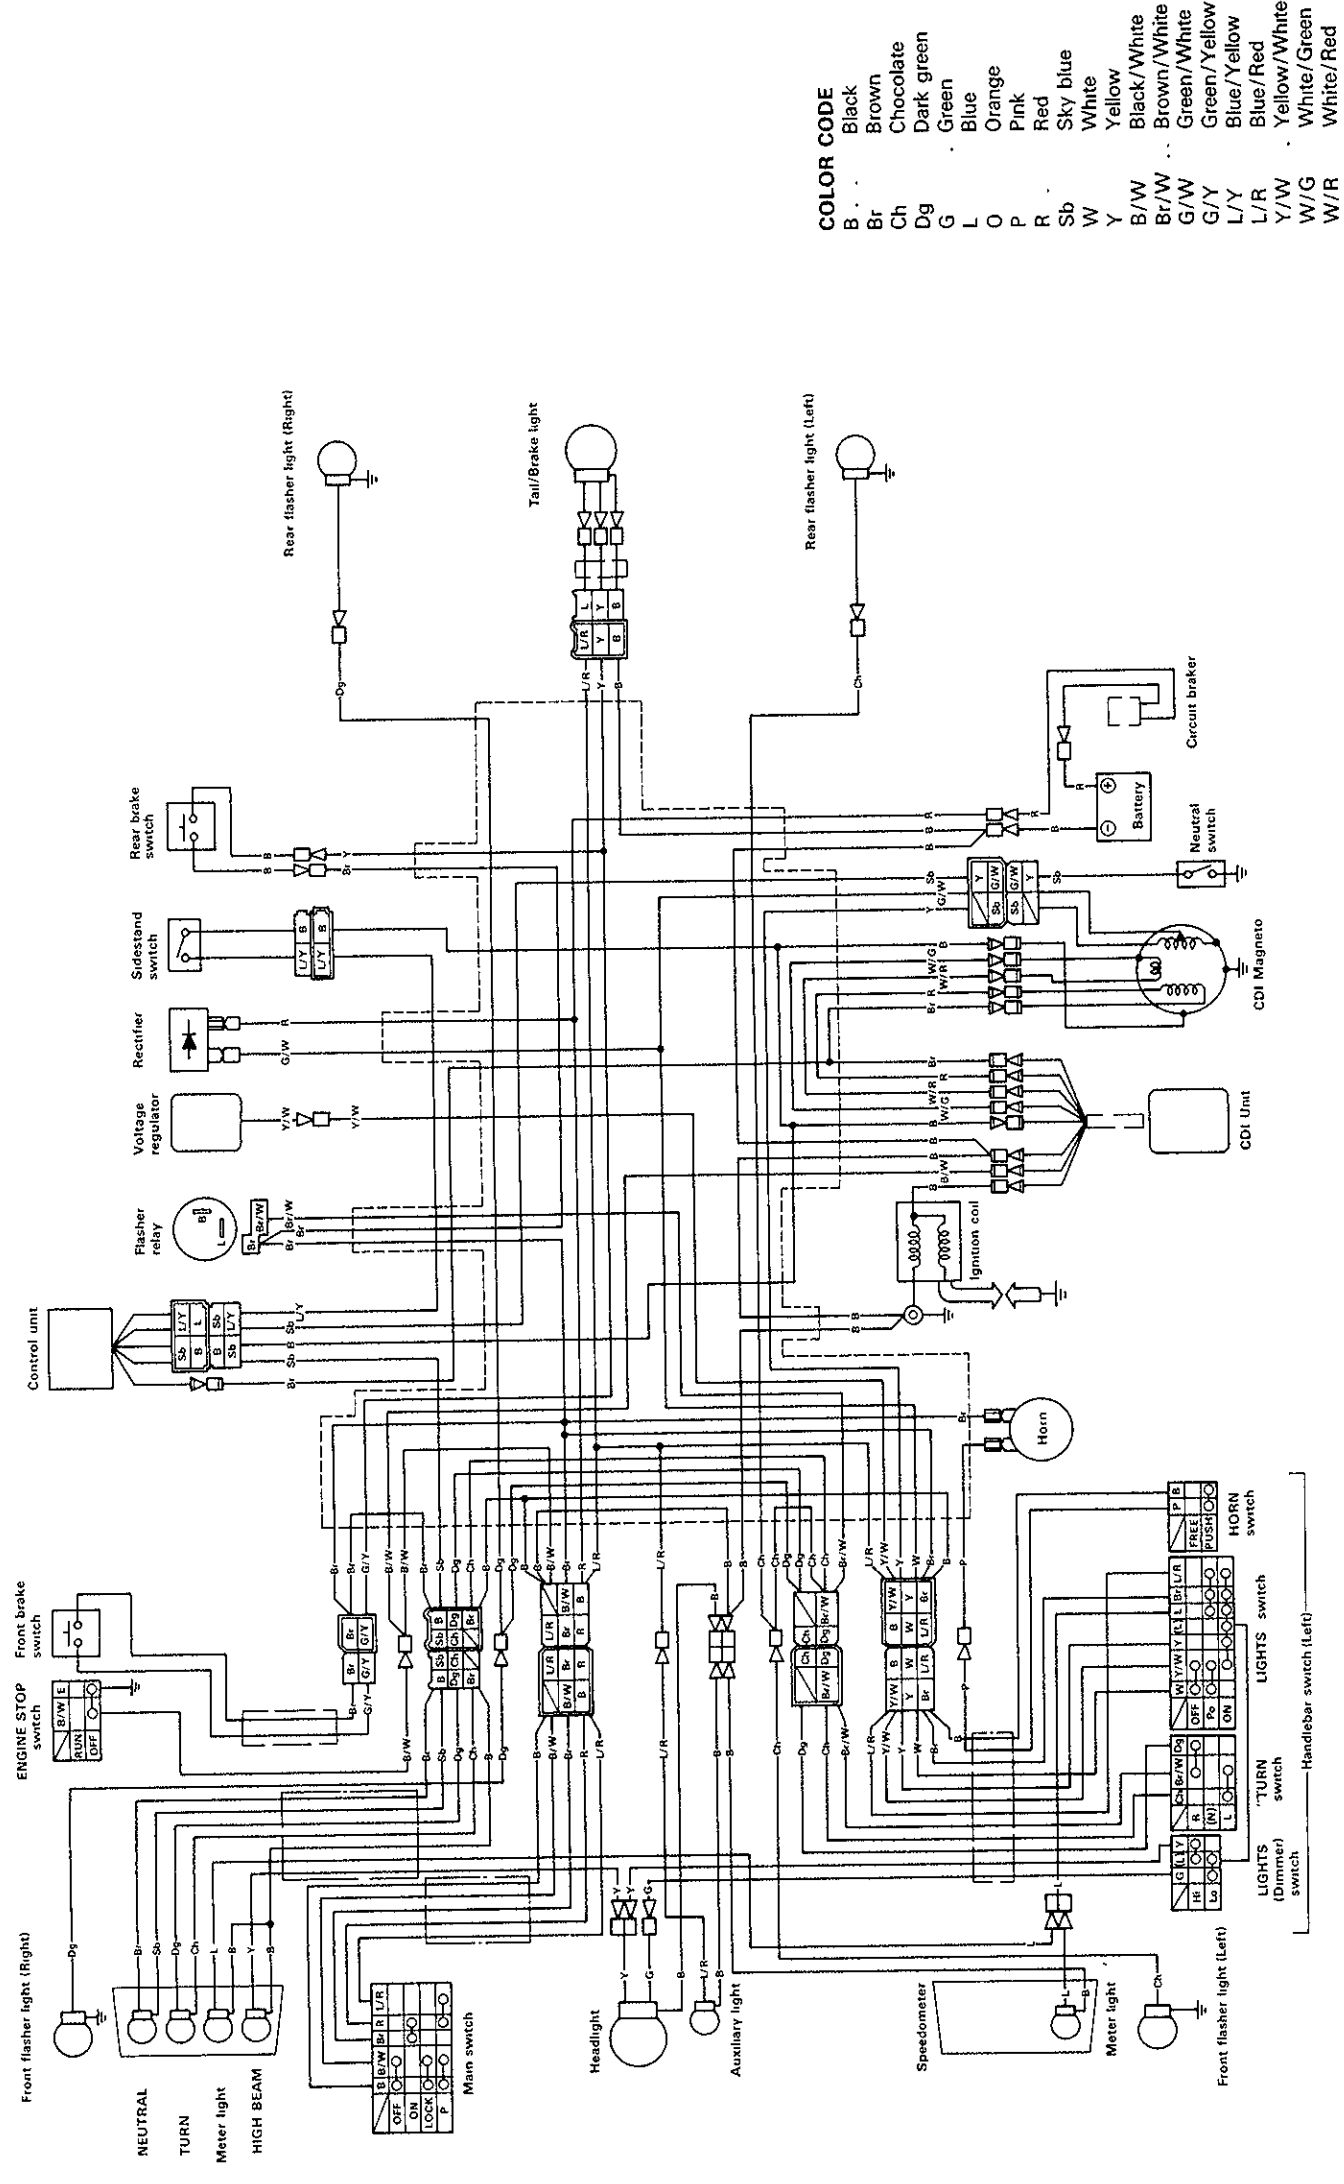 COLOR CODE
B . . Black
Br Brown
Ch Chocolate
Dg Dark green
G . Green
L Blue
O Orange
P Pink
R . Red
Sb Sky blue
W White
Y Yellow
B/W Black/White
Br/W . . Brown/White
G/W Green/White
G/Y Green/Yellow
L/Y Blue/Yellow
L/R Blue/Red
Y/W . Yellow/White
W/G White/Green
W/R White/Red
Rear flasher light (Right)
Tail/Brake light
Rear flasher light (Left)
Rear brake
switch
Sidestand
switch
Rectifier
Voltage
regulator
Flasher
relay
Control unit
Circuit braker
Battery
Neutral
switch
CDI Magneto
CDI Unit
Ignition coil
Horn
Front brake
switch
ENGINE STOP
switch
B/W E
RUN
OFF
Front flasher light (Right)
NEUTRAL
TURN
Meter light
HIGH BEAM
Main switch
B B/W Br R L/R
OFF
ON
LOCK
P
Headlight
Auxiliary light
Speedometer
Meter light
Front flasher light (Left)
HORN
switch
P B
FREE
PUSH
LIGHTS switch
W Y/W Y (L) L Br L/R
OFF
Po
ON
"TURN
switch
Ch Br/W Dg
R
(N)
L
LIGHTS
(Dimmer)
switch
G (L) Y
Hi
Lo
Handlebar switch (Left)